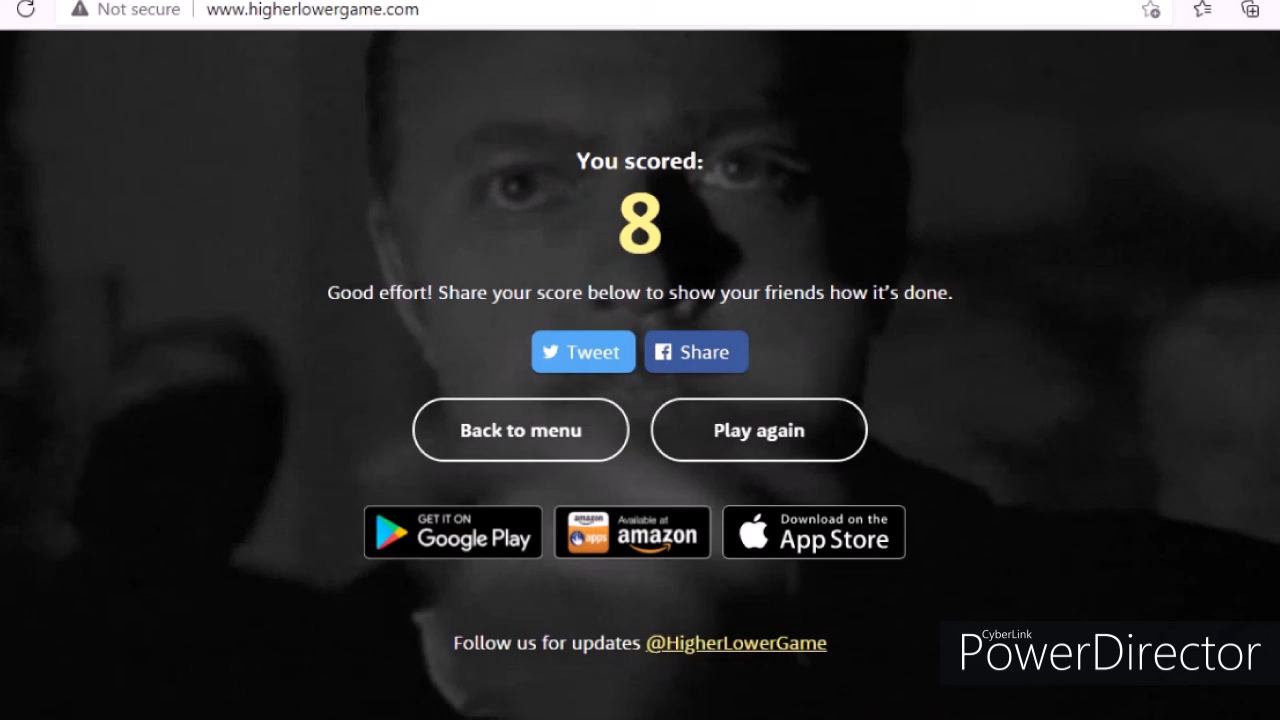 Not secure
www.higherlowergame.com
You scored:
8
Good effort! Share your score below to show your friends how it's done.
Tweet
Share
Back to menu
Play again
GET IT ON
Google Play
amazon
apps
Available at
amazon
Download on the
App Store
Follow us for updates @HigherLowerGame
CyberLink
PowerDirector